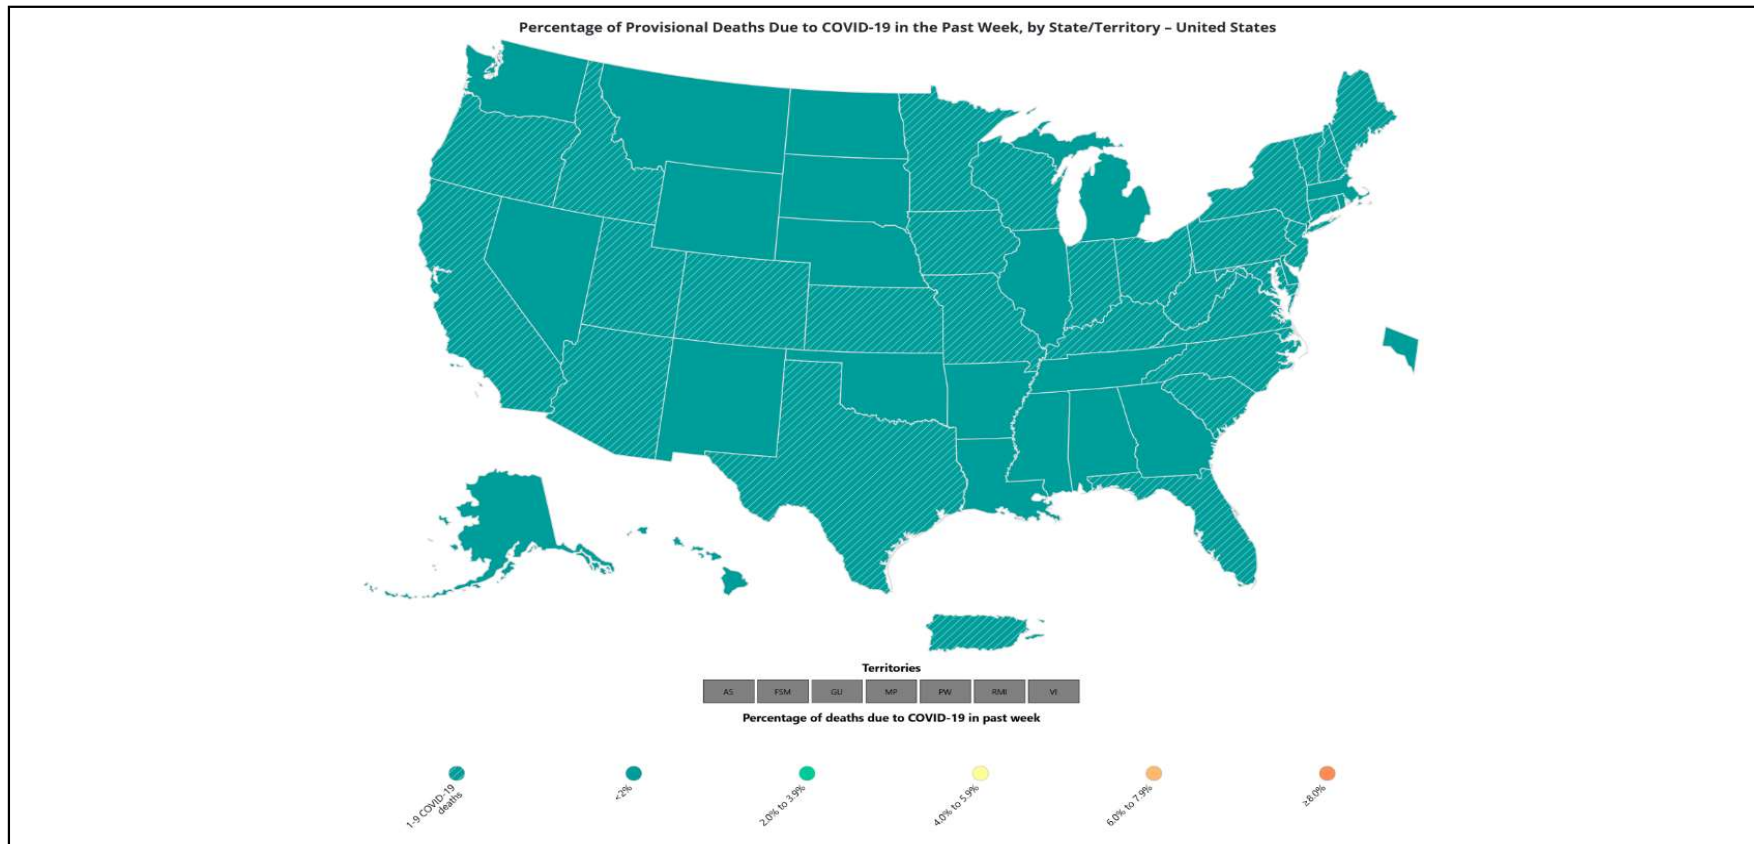 Percentage of Provisional Deaths Due to COVID-19 in the Past Week, by State/Territory – United States
Territories
AS FSM GU MP PW RMI VI
Percentage of deaths due to COVID-19 in past week
1-9 COVID-19
deaths
<2%
2.0% to 3.9%
4.0% to 5.9%
6.0% to 7.9%
≥8.0%